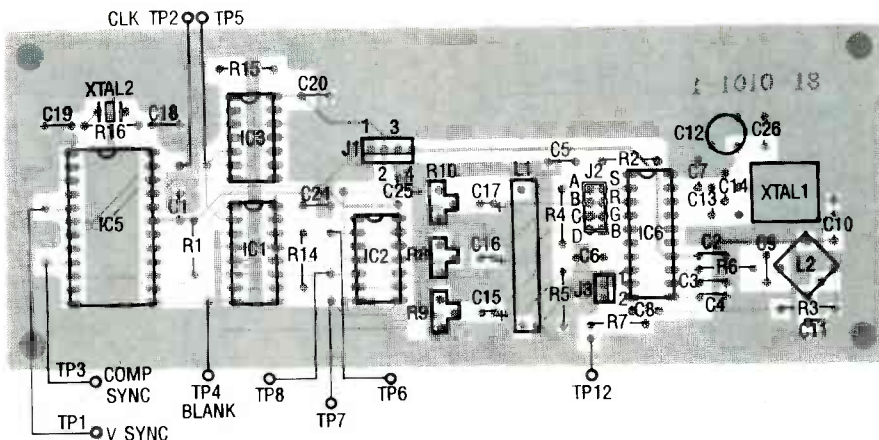 CLK TP2 TP5
R15 C20
XTAL2
1-1010 18
C19 C18
R16
IC3
1 3
J1
2 4
C12 C26
C5 J2 R2
R10 L1 C7
IC5 C1 C21 C25 C17 A S C13 C14 XTAL1
B R
R4 C G
D B
R1 IC1 R14 IC2 R8 C16 C6 IC6 C2 C9 C10
J3 1 C3 R6 L2
2
R9 C15 R5 C4 R3
R7 C8 C11
TP3 COMP SYNC
TP4 BLANK
TP8
TP7
TP6
TP12
TP1 V SYNC